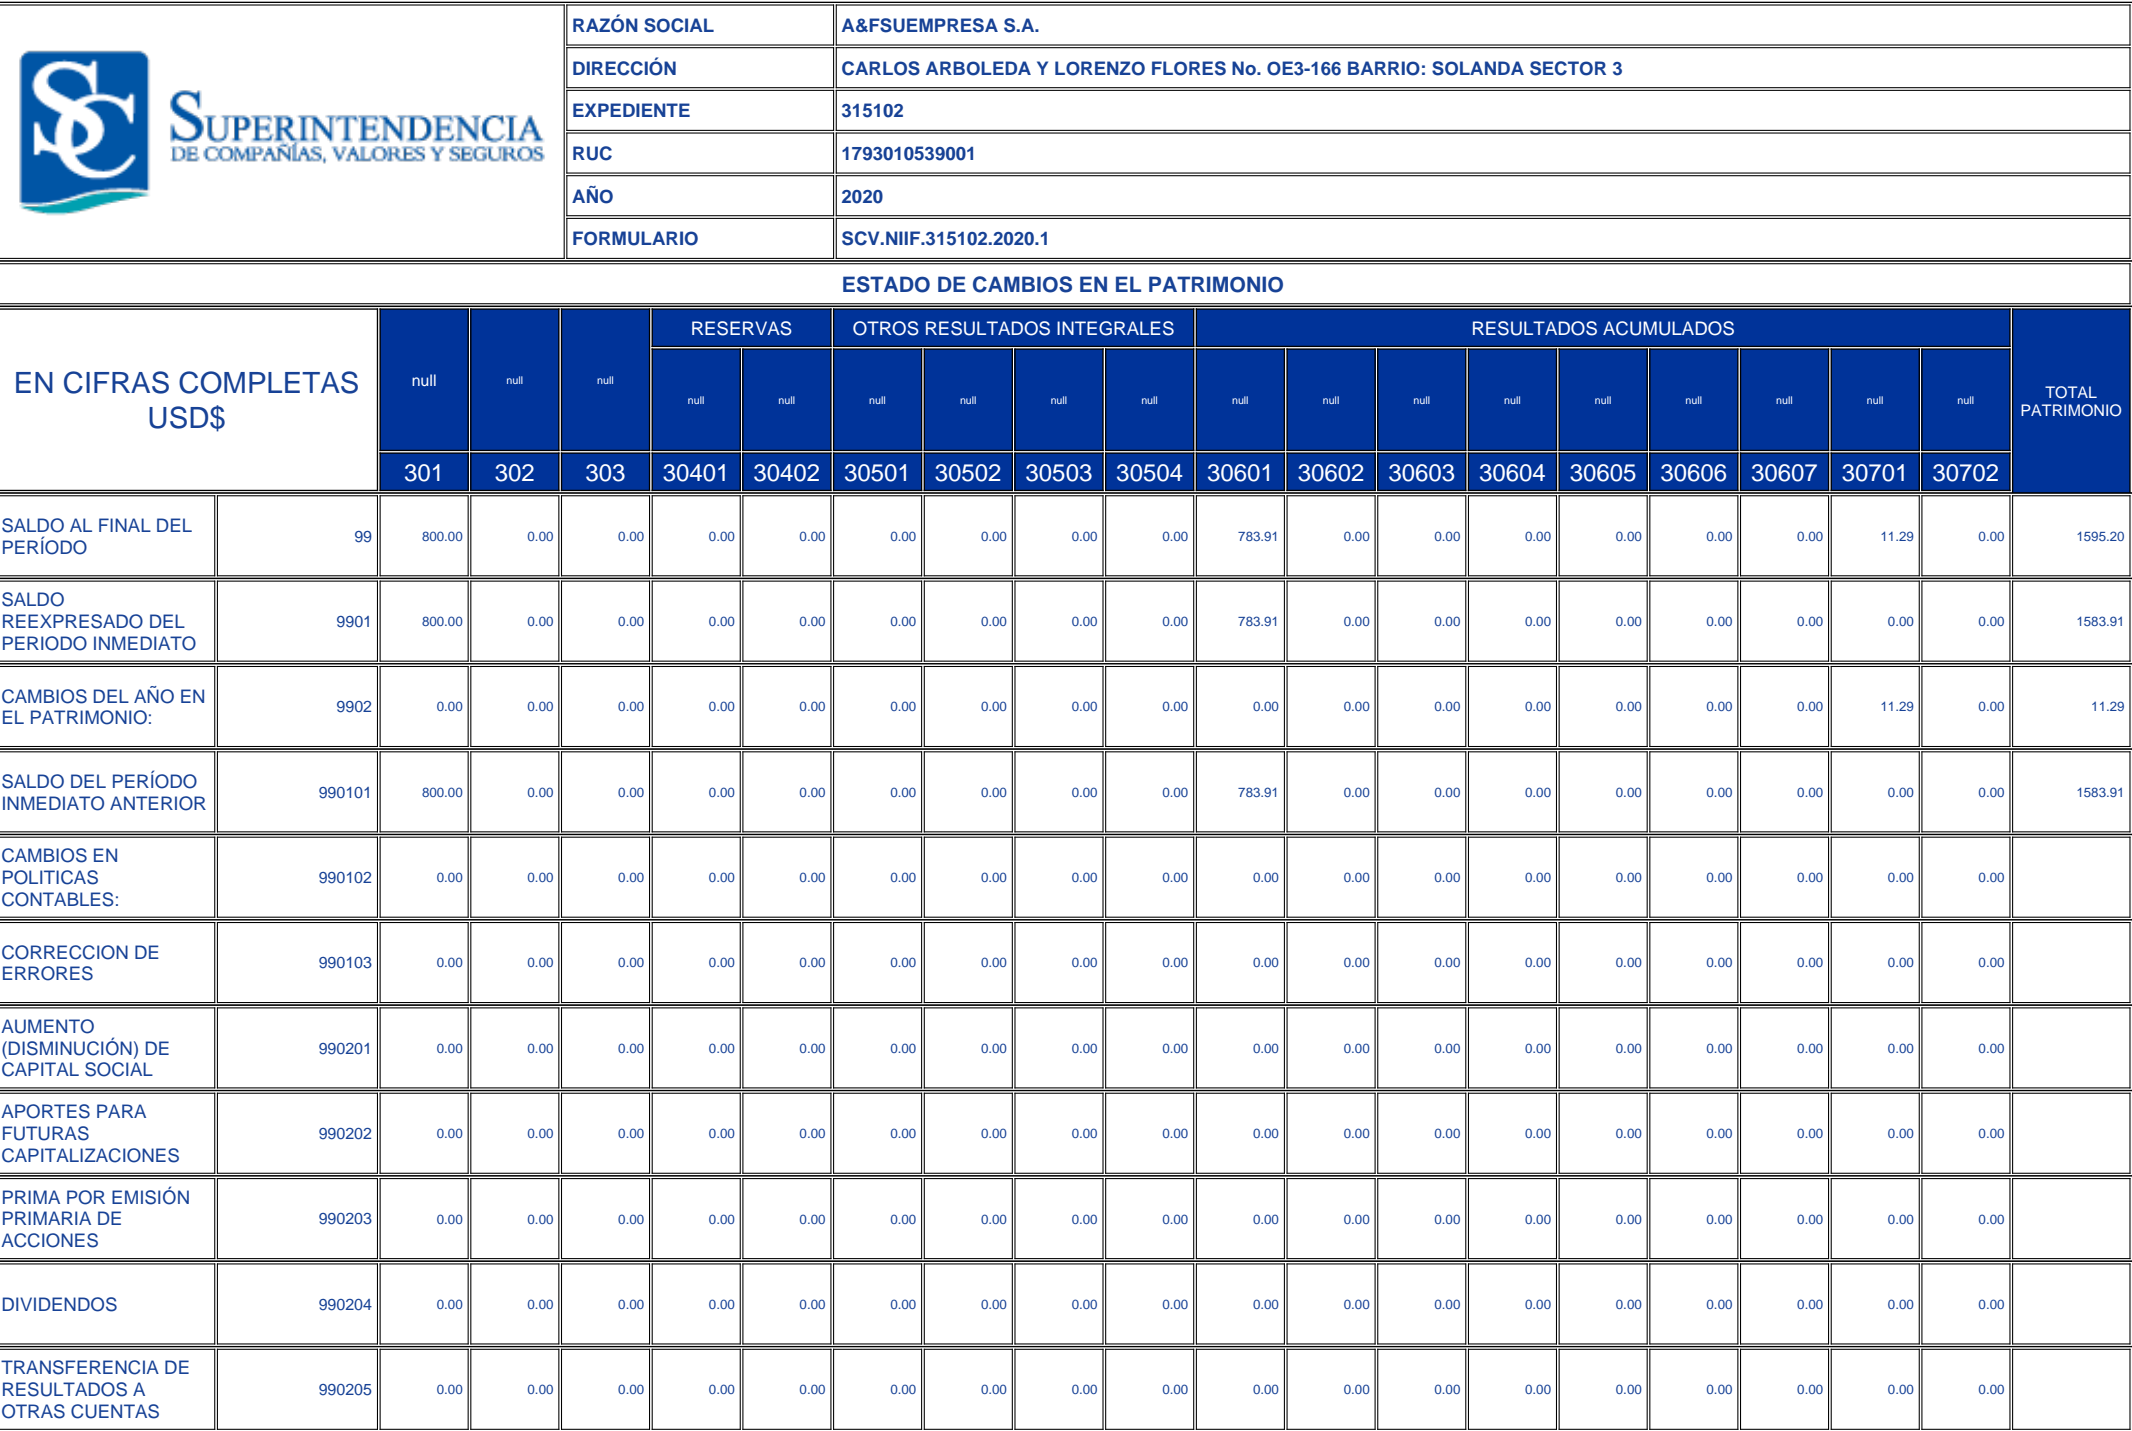 SUPERINTENDENCIA
DE COMPAÑÍAS, VALORES Y SEGUROS
RAZÓN SOCIAL A&FSUEMPRESA S.A.
DIRECCIÓN CARLOS ARBOLEDA Y LORENZO FLORES No. OE3-166 BARRIO: SOLANDA SECTOR 3
EXPEDIENTE 315102
RUC 1793010539001
AÑO 2020
FORMULARIO SCV.NIIF.315102.2020.1
ESTADO DE CAMBIOS EN EL PATRIMONIO
EN CIFRAS COMPLETAS
USD$
RESERVAS OTROS RESULTADOS INTEGRALES RESULTADOS ACUMULADOS
null null null null null null null null null null null null null null null null null null
TOTAL
PATRIMONIO
301 302 303 30401 30402 30501 30502 30503 30504 30601 30602 30603 30604 30605 30606 30607 30701 30702
SALDO AL FINAL DEL
PERÍODO
99 800.00 0.00 0.00 0.00 0.00 0.00 0.00 0.00 0.00 783.91 0.00 0.00 0.00 0.00 0.00 0.00 11.29 0.00 1595.20
SALDO
REEXPRESADO DEL
PERIODO INMEDIATO
9901 800.00 0.00 0.00 0.00 0.00 0.00 0.00 0.00 0.00 783.91 0.00 0.00 0.00 0.00 0.00 0.00 0.00 0.00 1583.91
CAMBIOS DEL AÑO EN
EL PATRIMONIO:
9902 0.00 0.00 0.00 0.00 0.00 0.00 0.00 0.00 0.00 0.00 0.00 0.00 0.00 0.00 0.00 0.00 11.29 0.00 11.29
SALDO DEL PERÍODO
INMEDIATO ANTERIOR
990101 800.00 0.00 0.00 0.00 0.00 0.00 0.00 0.00 0.00 783.91 0.00 0.00 0.00 0.00 0.00 0.00 0.00 0.00 1583.91
CAMBIOS EN
POLITICAS
CONTABLES:
990102 0.00 0.00 0.00 0.00 0.00 0.00 0.00 0.00 0.00 0.00 0.00 0.00 0.00 0.00 0.00 0.00 0.00 0.00
CORRECCION DE
ERRORES
990103 0.00 0.00 0.00 0.00 0.00 0.00 0.00 0.00 0.00 0.00 0.00 0.00 0.00 0.00 0.00 0.00 0.00 0.00
AUMENTO
(DISMINUCIÓN) DE
CAPITAL SOCIAL
990201 0.00 0.00 0.00 0.00 0.00 0.00 0.00 0.00 0.00 0.00 0.00 0.00 0.00 0.00 0.00 0.00 0.00 0.00
APORTES PARA
FUTURAS
CAPITALIZACIONES
990202 0.00 0.00 0.00 0.00 0.00 0.00 0.00 0.00 0.00 0.00 0.00 0.00 0.00 0.00 0.00 0.00 0.00 0.00
PRIMA POR EMISIÓN
PRIMARIA DE
ACCIONES
990203 0.00 0.00 0.00 0.00 0.00 0.00 0.00 0.00 0.00 0.00 0.00 0.00 0.00 0.00 0.00 0.00 0.00 0.00
DIVIDENDOS
990204 0.00 0.00 0.00 0.00 0.00 0.00 0.00 0.00 0.00 0.00 0.00 0.00 0.00 0.00 0.00 0.00 0.00 0.00
TRANSFERENCIA DE
RESULTADOS A
OTRAS CUENTAS
990205 0.00 0.00 0.00 0.00 0.00 0.00 0.00 0.00 0.00 0.00 0.00 0.00 0.00 0.00 0.00 0.00 0.00 0.00